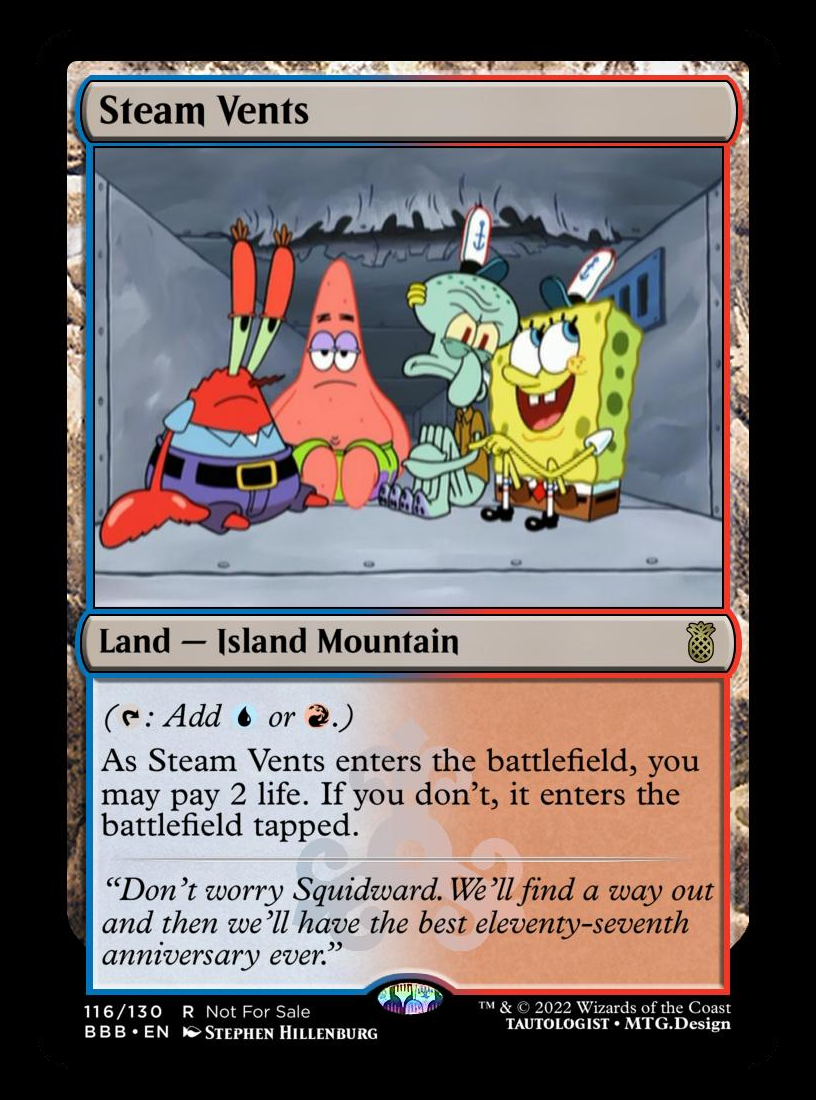 Steam Vents
Land — Island Mountain
( : Add or .)
As Steam Vents enters the battlefield, you
may pay 2 life. If you don't, it enters the
battlefield tapped.
“Don't worry Squidward. We'll find a way out
and then we'll have the best eleventy-seventh
anniversary ever.”
116/130 R Not For Sale
™ & © 2022 Wizards of the Coast
BBB • EN STEPHEN HILLENBURG
TAUTOLOGIST • MTG.Design